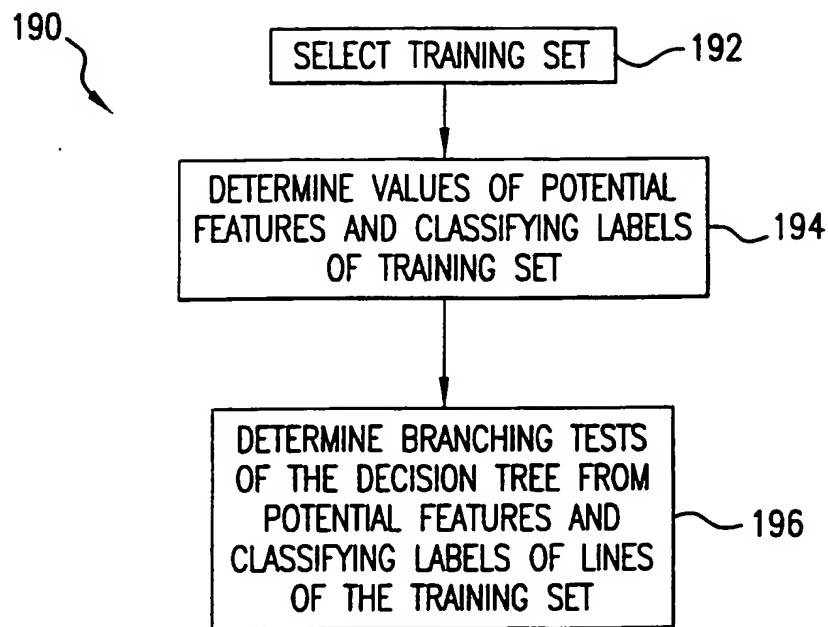 190
SELECT TRAINING SET
192
DETERMINE VALUES OF POTENTIAL
FEATURES AND CLASSIFYING LABELS
OF TRAINING SET
194
DETERMINE BRANCHING TESTS
OF THE DECISION TREE FROM
POTENTIAL FEATURES AND
CLASSIFYING LABELS OF LINES
OF THE TRAINING SET
196